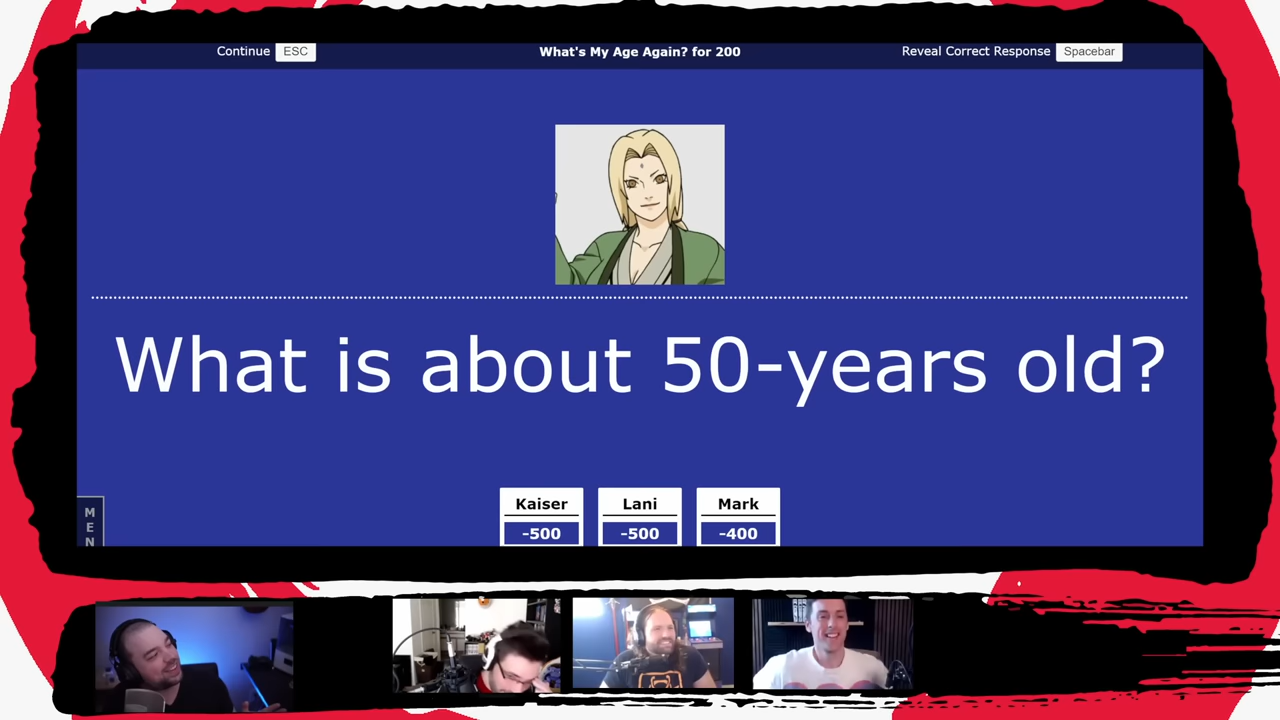 Continue ESC
What's My Age Again? for 200
Reveal Correct Response Spacebar
What is about 50-years old?
M
E
N
Kaiser Lani Mark
-500 -500 -400